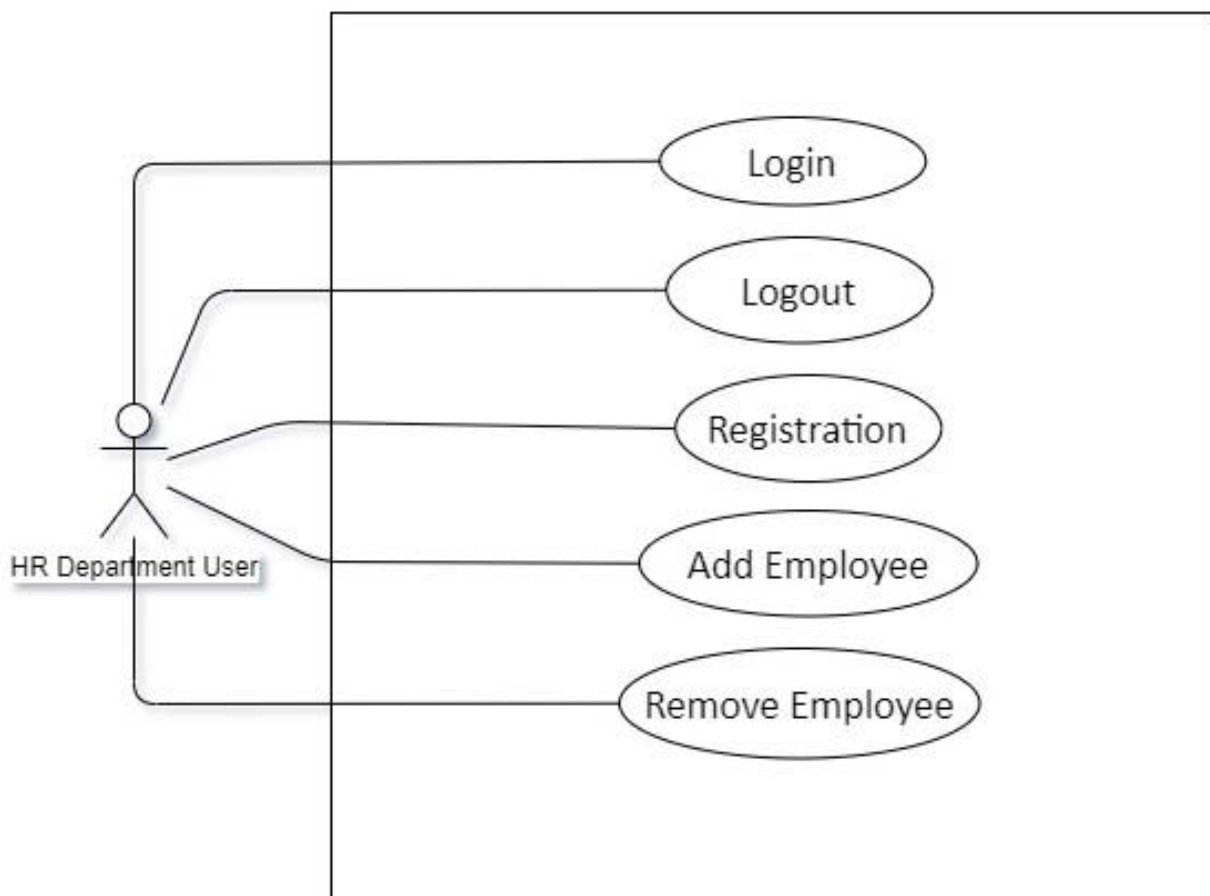 Login
Logout
Registration
Add Employee
HR Department User
Remove Employee